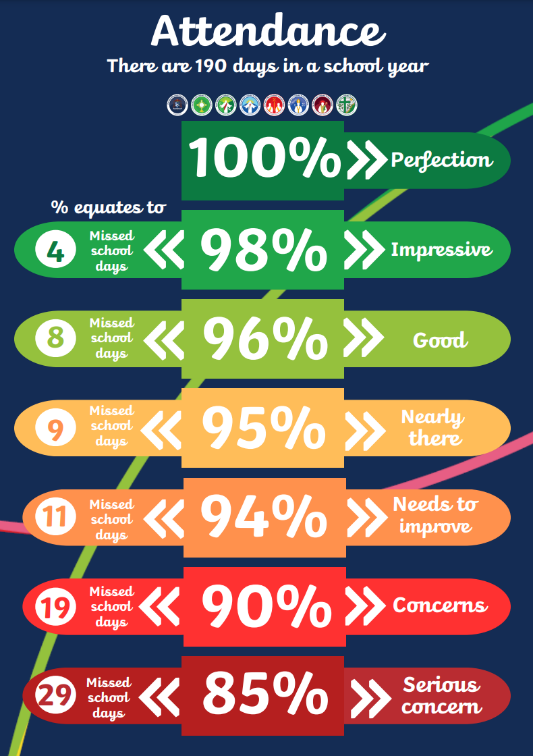 Attendance
There are 190 days in a school year
100% Perfection
% equates to
4 Missed school days 98% Impressive
8 Missed school days 96% Good
9 Missed school days 95% Nearly there
11 Missed school days 94% Needs to improve
19 Missed school days 90% Concerns
29 Missed school days 85% Serious concern